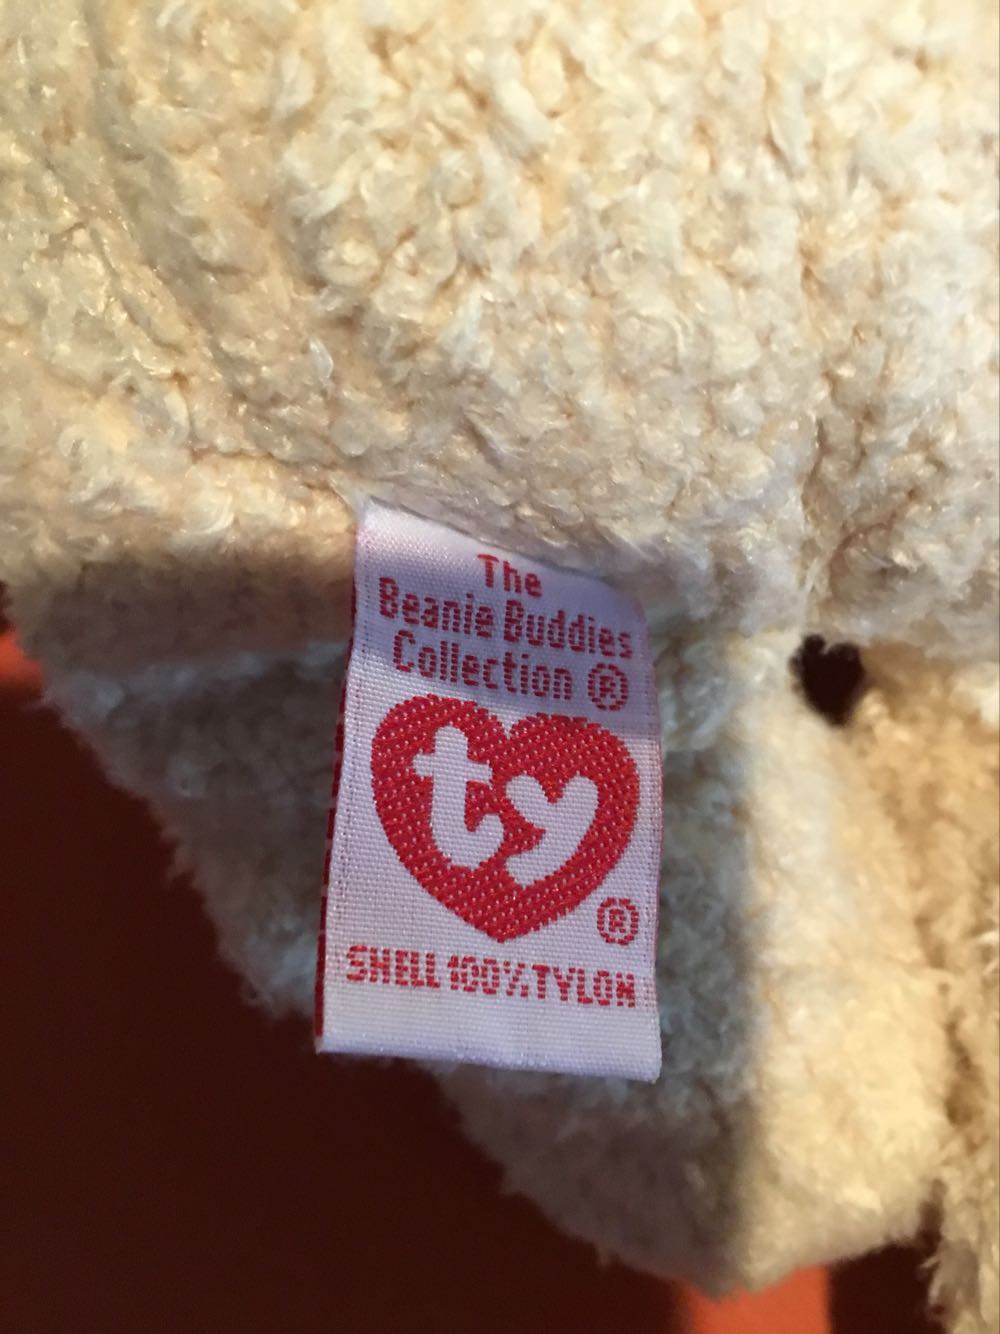 The
Beanie Buddies
Collection ®
ty
®
SHELL 100% TYLON